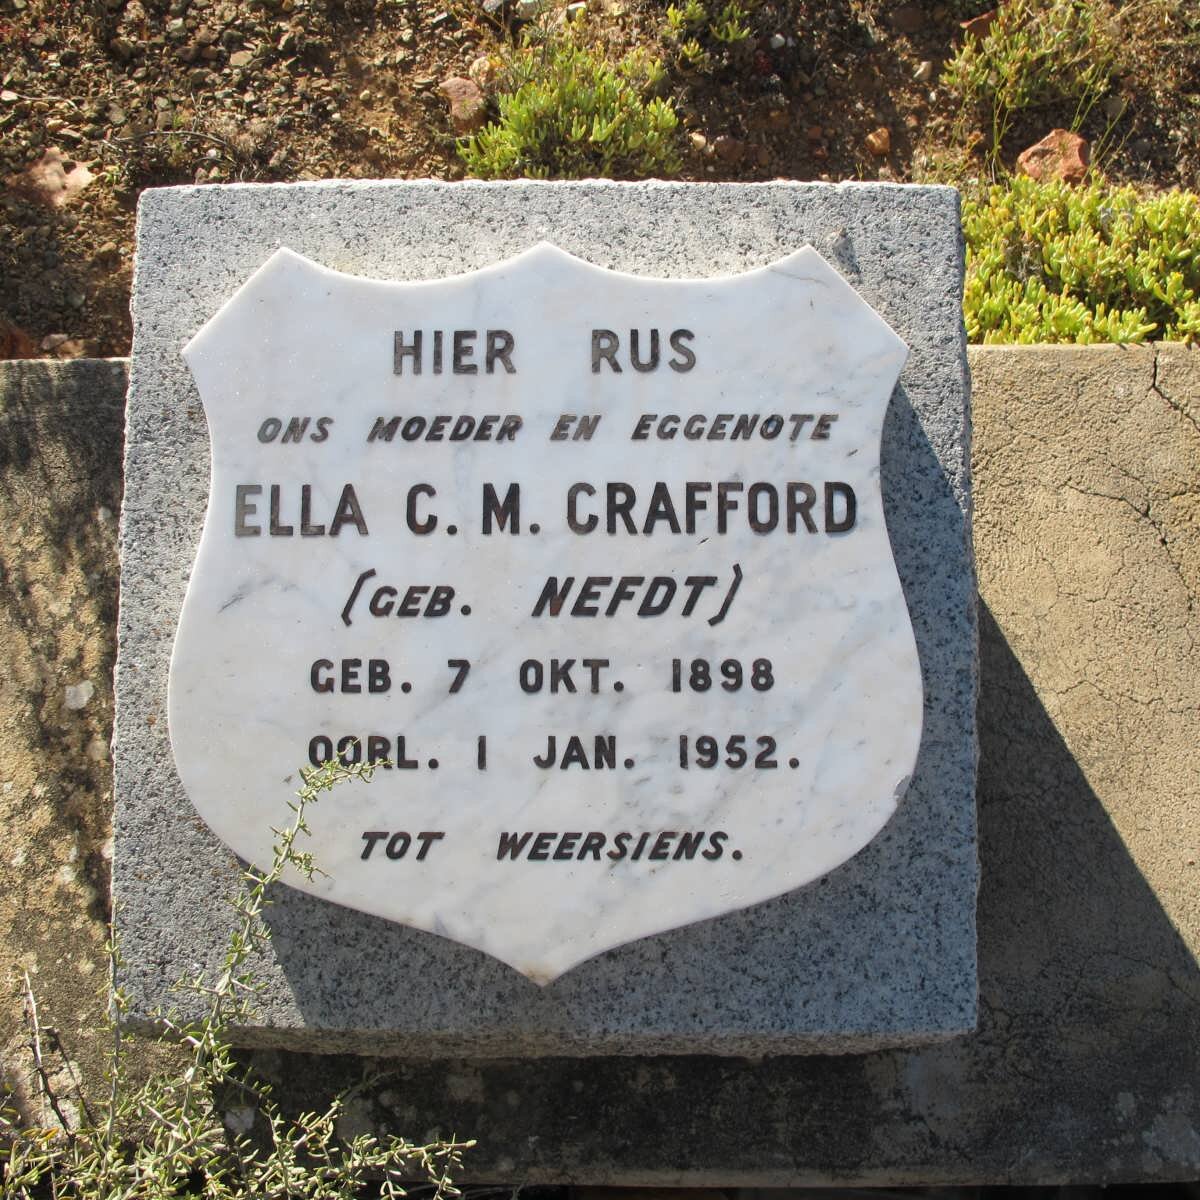 HIER RUS
ONS MOEDER EN EGGENOTE
ELLA C. M. CRAFFORD
(GEB. NEFDT)
GEB. 7 OKT. 1898
OORL. 1 JAN. 1952.
TOT WEERSIENS.